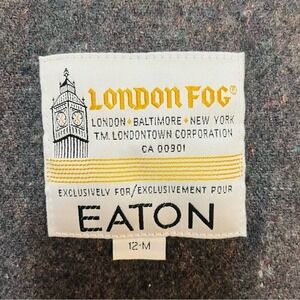 LONDON FOG®
LONDON • BALTIMORE • NEW YORK
T.M. LONDONTOWN CORPORATION
CA 00901
EXCLUSIVELY FOR/EXCLUSIVEMENT POUR
EATON
12-M